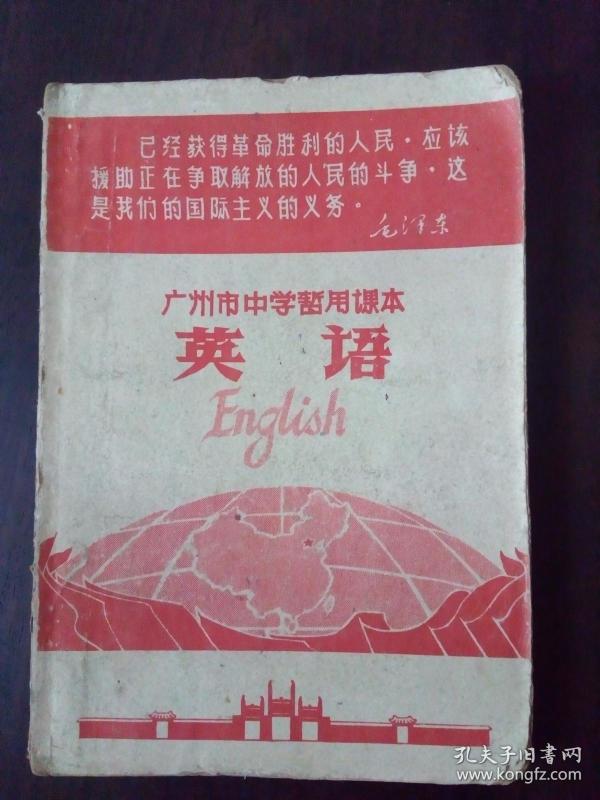 已经获得革命胜利的人民，应该
援助正在争取解放的人民的斗争，这
是我们的国际主义的义务。
毛泽东
广州市中学暂用课本
英语
English
孔夫子旧书网
www.kongfz.com